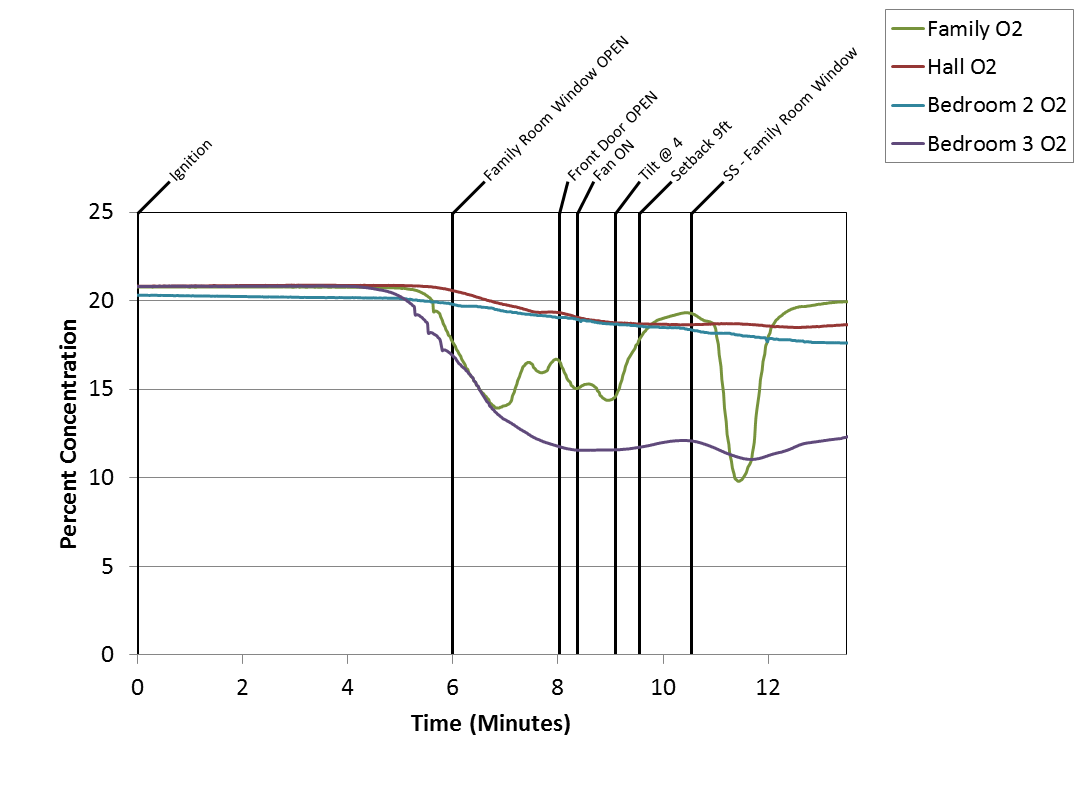 Family O2
Hall O2
Bedroom 2 O2
Bedroom 3 O2
Ignition
Family Room Window OPEN
Front Door OPEN
Fan ON
Tilt @ 4
Setback 9ft
SS - Family Room Window
25
20
15
10
5
0
Percent Concentration
0 2 4 6 8 10 12
Time (Minutes)